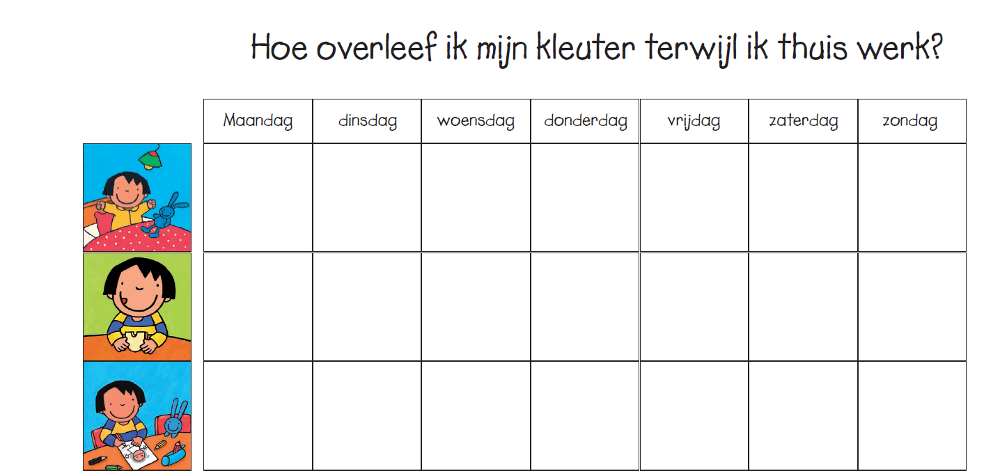 Hoe overleef ik mijn kleuter terwijl ik thuis werk?
Maandag dinsdag woensdag donderdag vrijdag zaterdag zondag